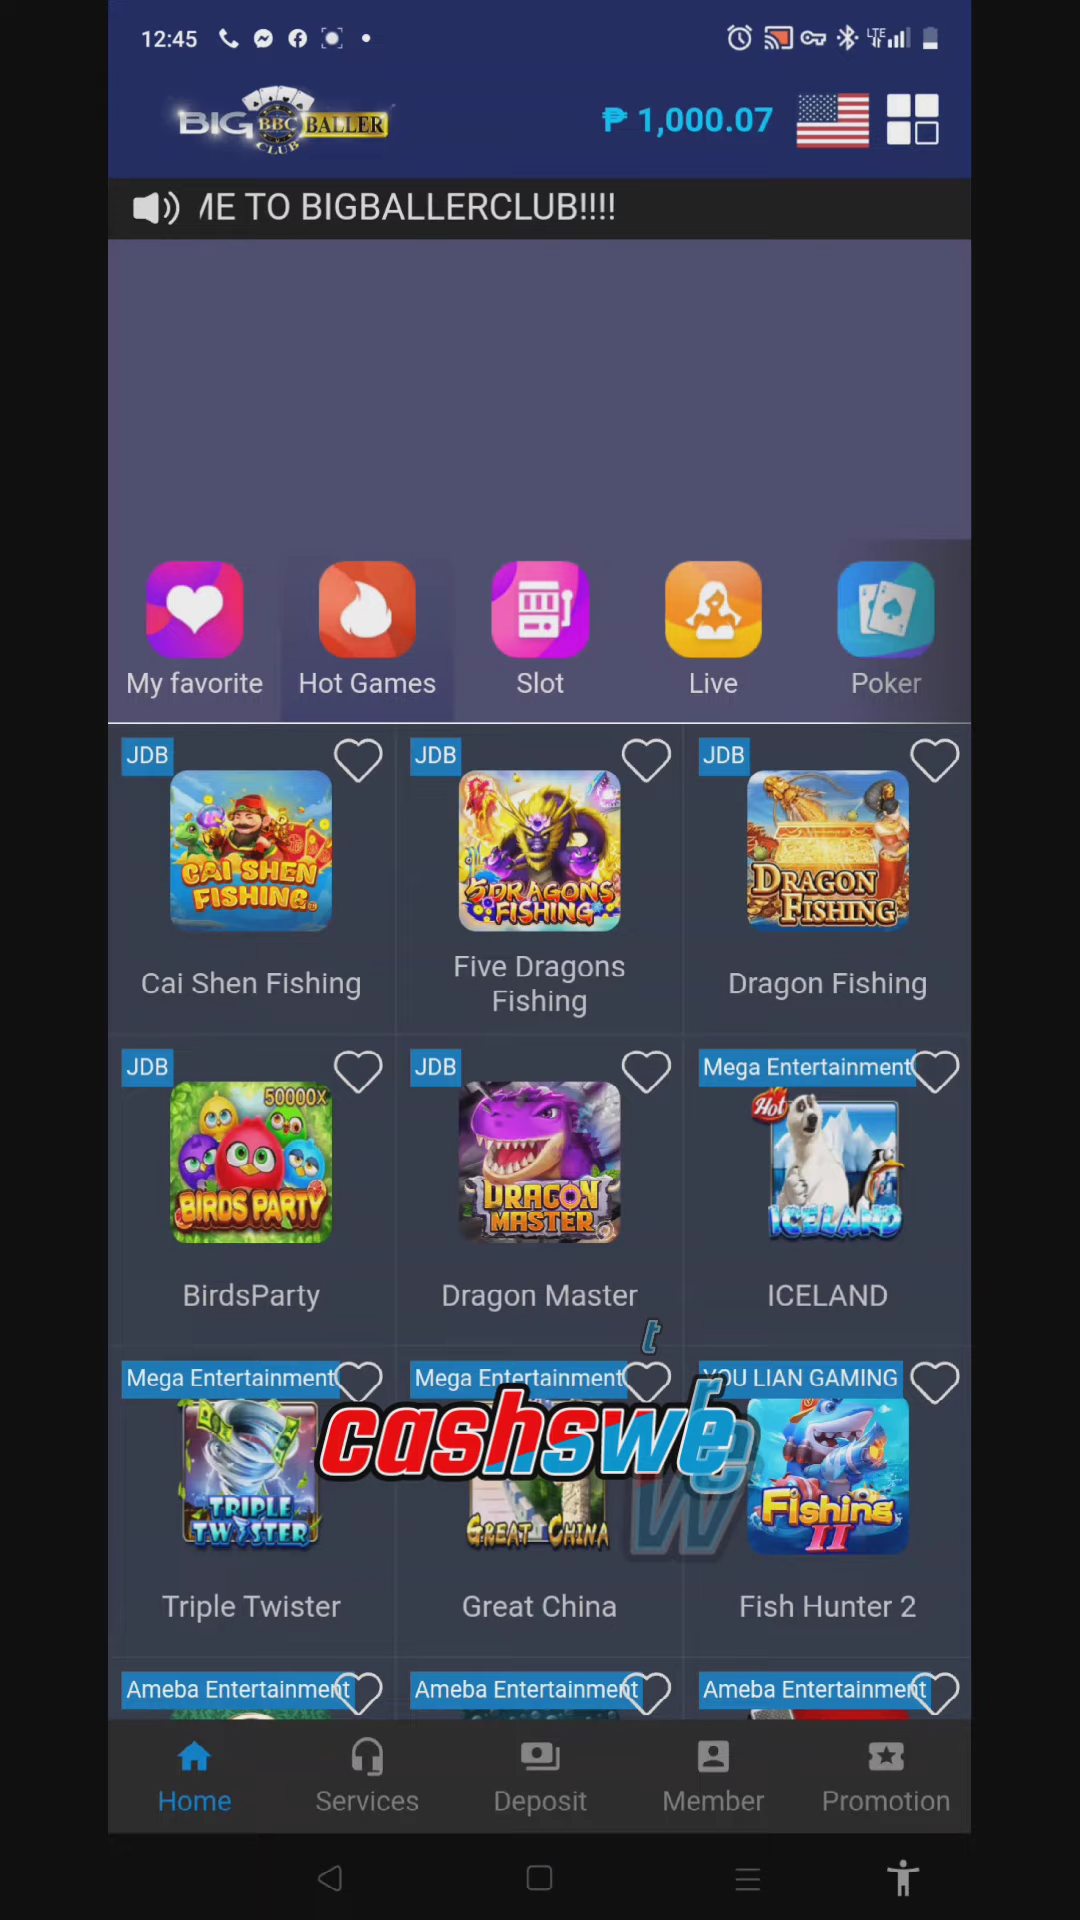 12:45
LTE
BIG BBC BALLER
CLUB
₱ 1,000.07
ME TO BIGBALLERCLUB!!!!
My favorite
Hot Games
Slot
Live
Poker
JDB
JDB
JDB
CAI SHEN
FISHING
5 DRAGONS
FISHING
DRAGON
FISHING
Cai Shen Fishing
Five Dragons
Fishing
Dragon Fishing
JDB
JDB
Mega Entertainment
50000X
BIRDS PARTY
DRAGON
MASTER
Hot
ICELAND
BirdsParty
Dragon Master
ICELAND
Mega Entertainment
Mega Entertainment
YOU LIAN GAMING
cashswe
r
t
e
W
TRIPLE
TWISTER
GREAT CHINA
Fishing
II
Triple Twister
Great China
Fish Hunter 2
Ameba Entertainment
Ameba Entertainment
Ameba Entertainment
Home
Services
Deposit
Member
Promotion